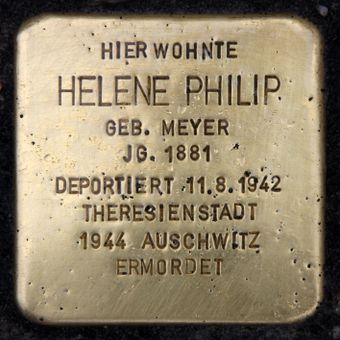 HIER WOHNTE
HELENE PHILIP
GEB. MEYER
JG. 1881
DEPORTIERT 11.8.1942
THERESIENSTADT
1944 AUSCHWITZ
ERMORDET